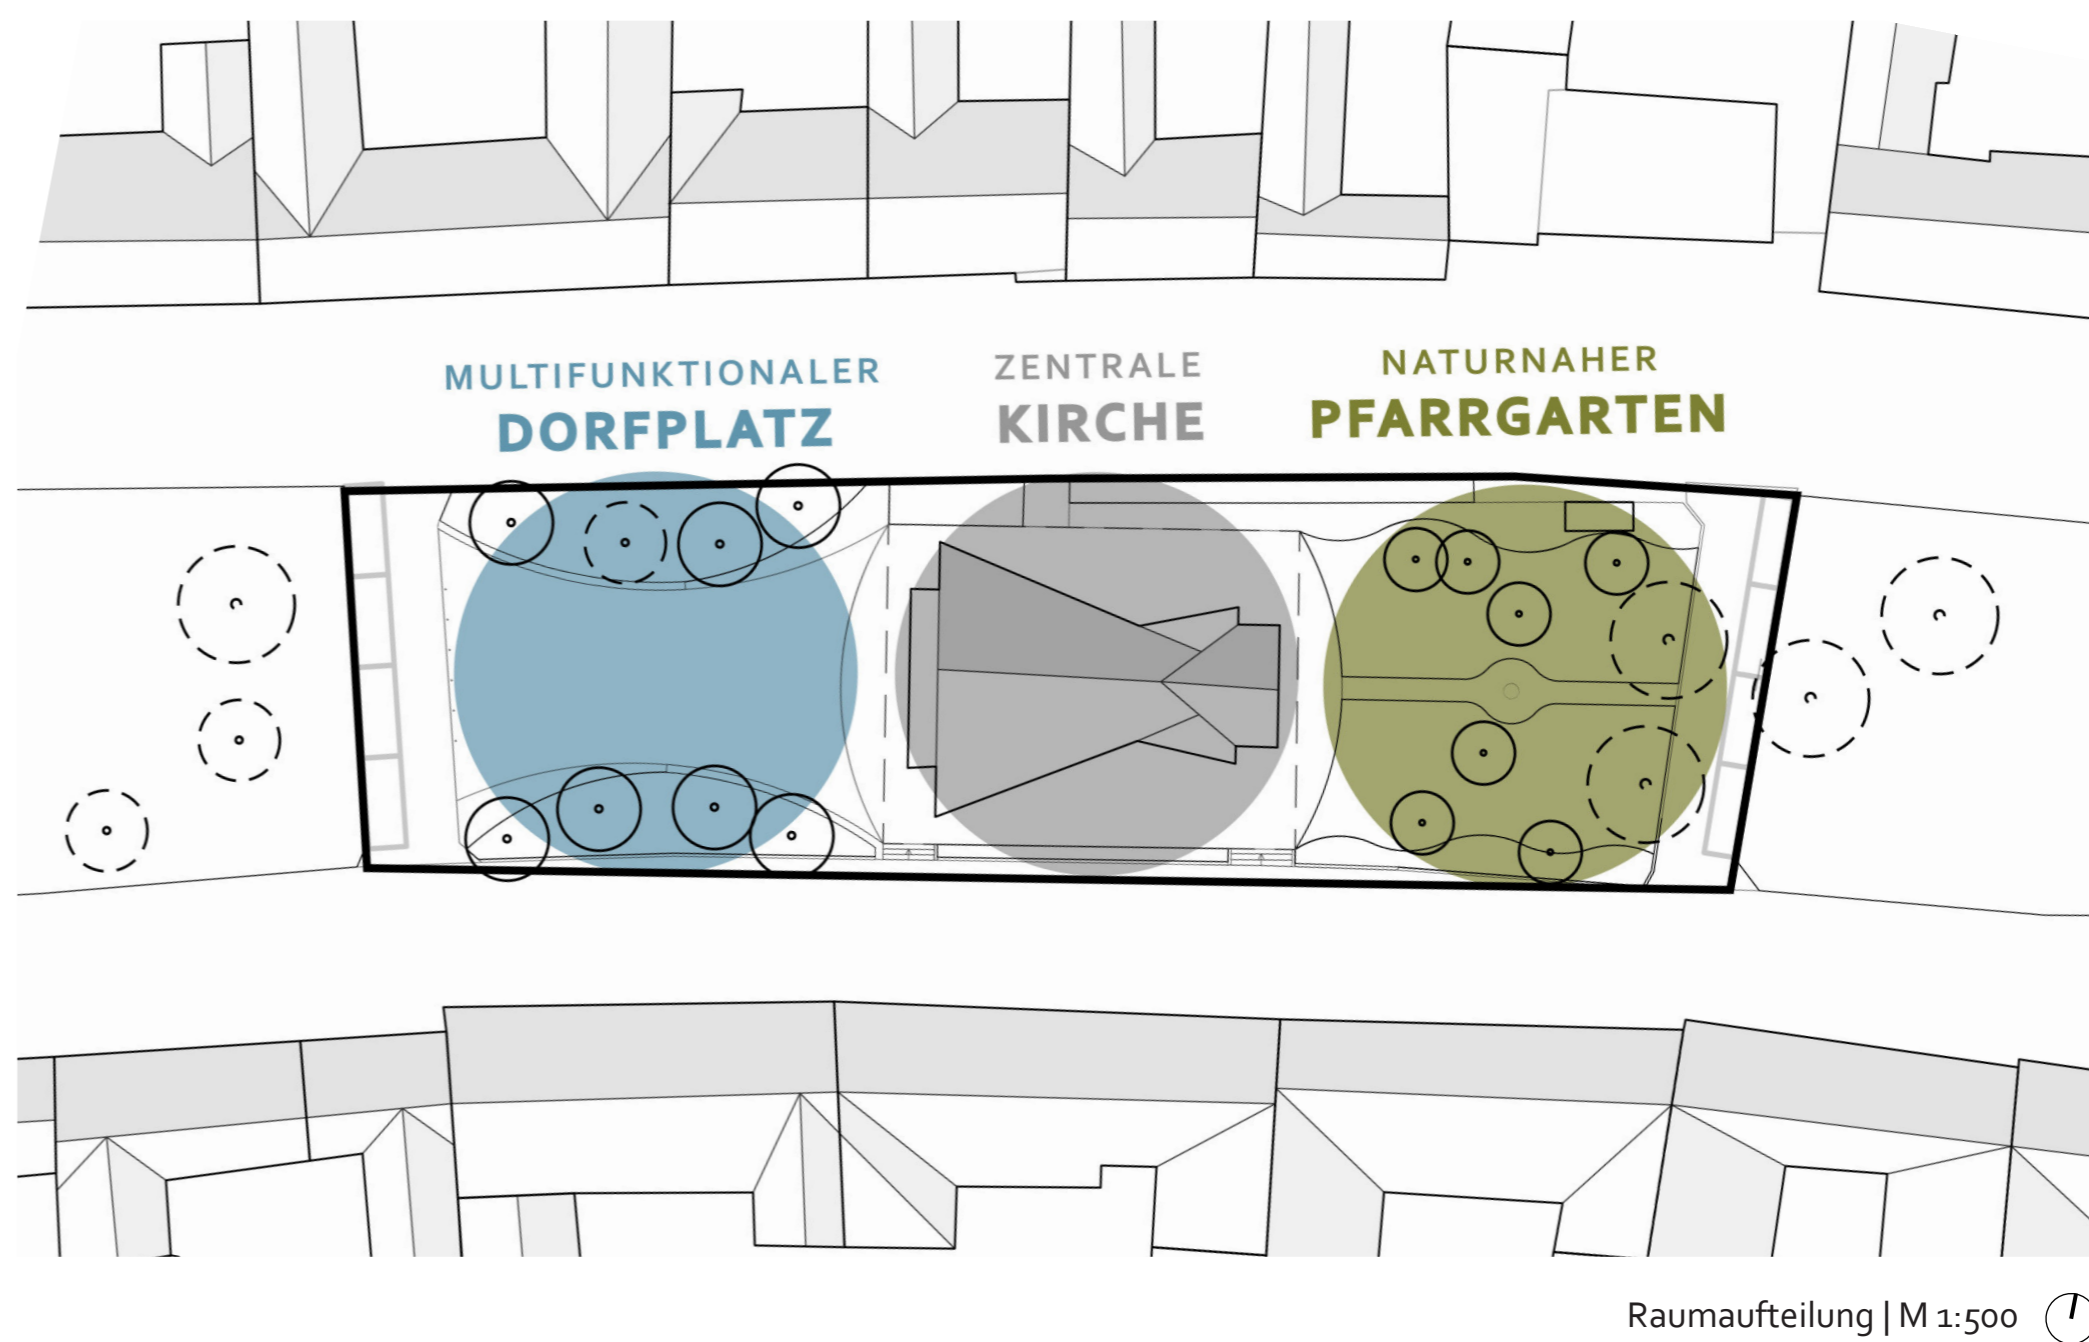 MULTIFUNKTIONALER
DORFPLATZ
ZENTRALE
KIRCHE
NATURNAHER
PFARRGARTEN
Raumaufteilung | M 1:500